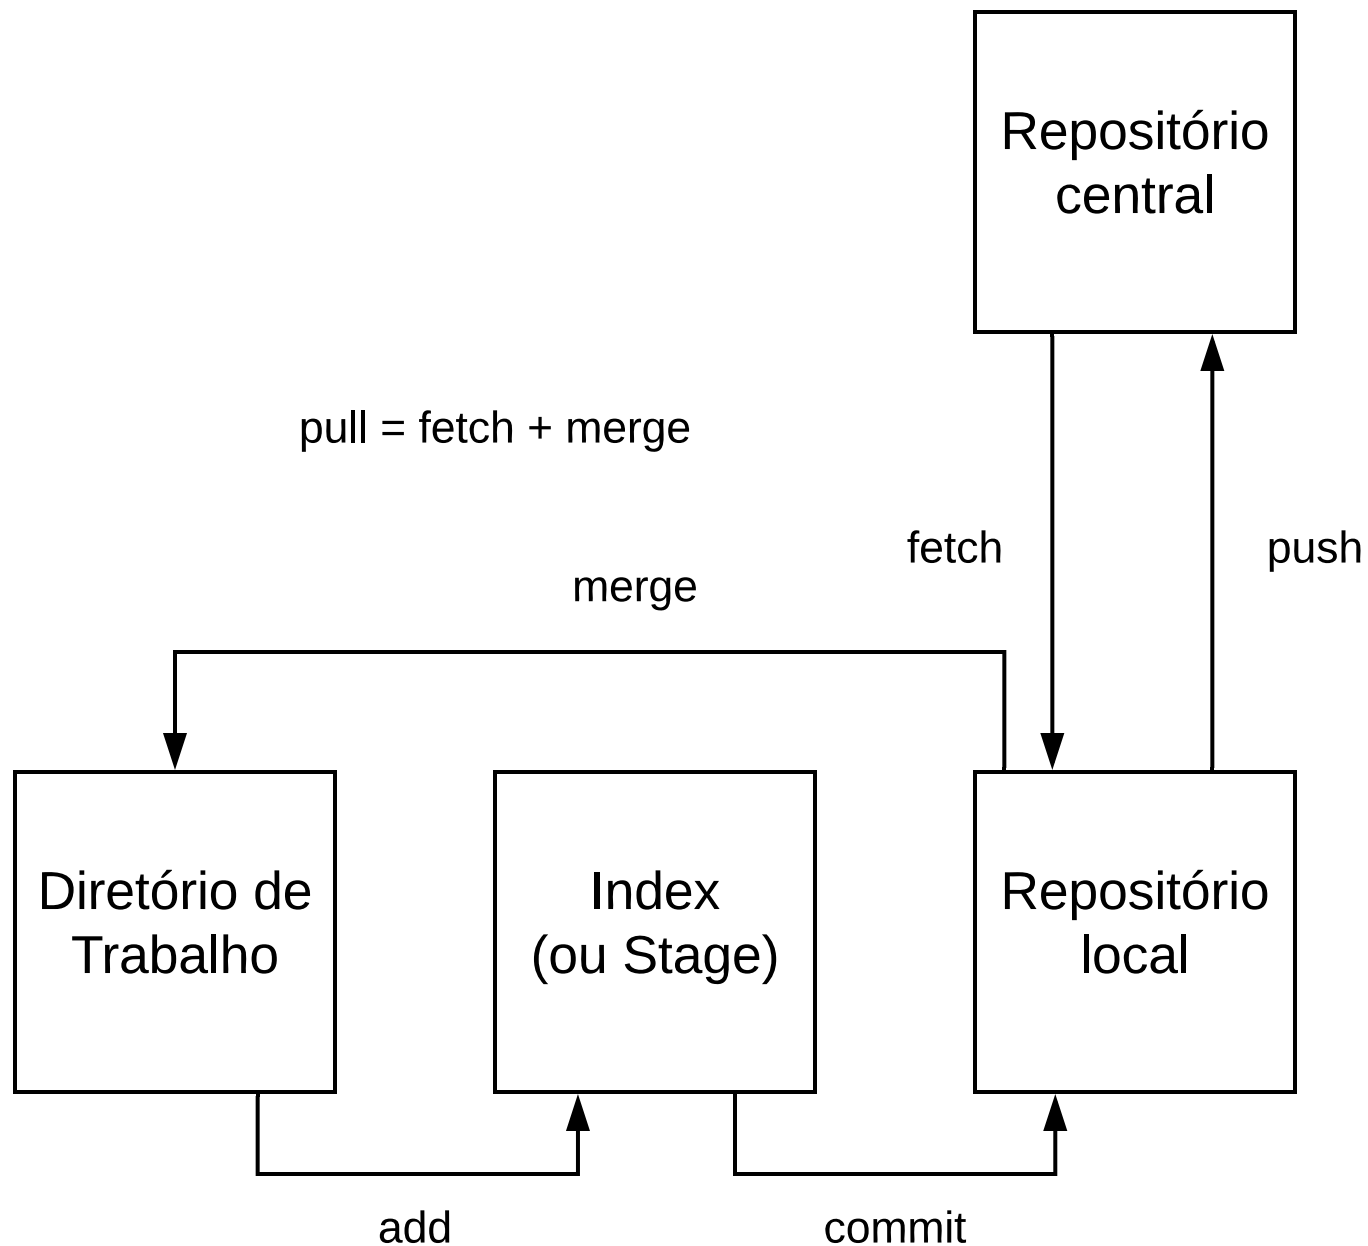 Repositório
central
pull = fetch + merge
fetch
push
merge
Diretório de
Trabalho
Index
(ou Stage)
Repositório
local
add
commit